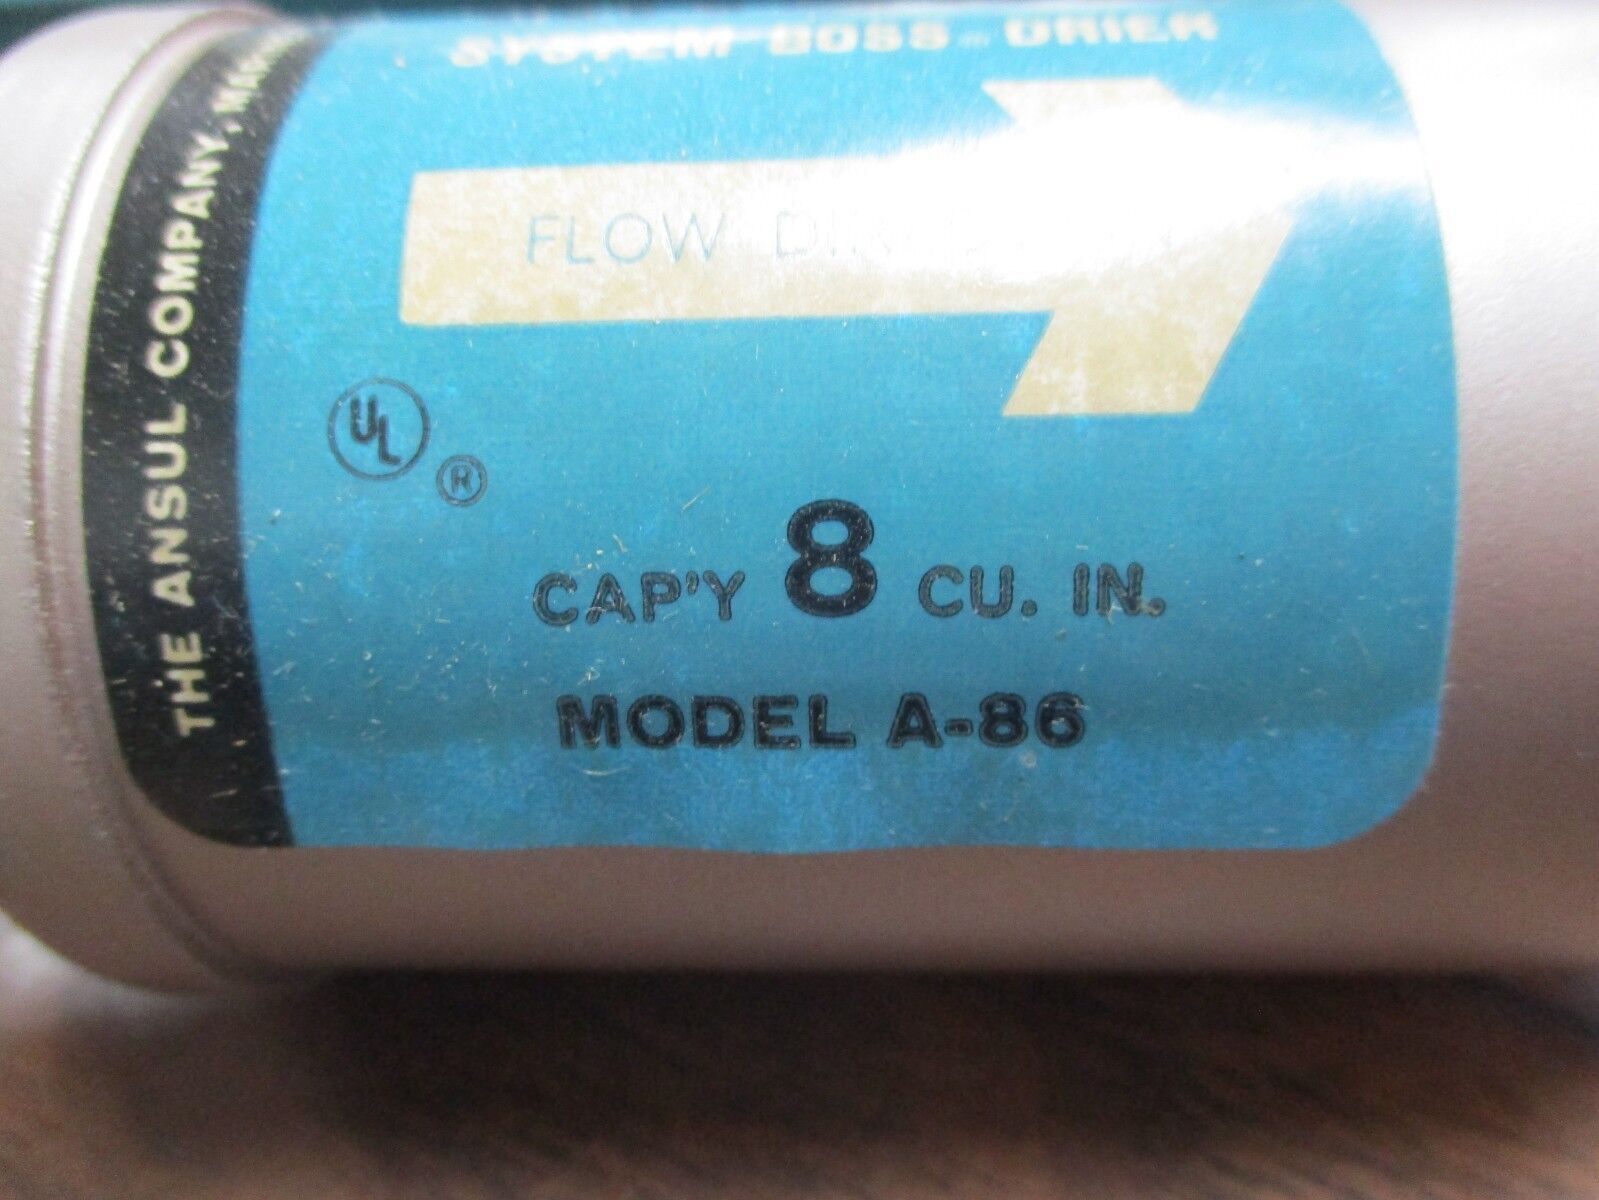 SYSTEM BOSS DRIER
FLOW
UL
®
CAP'Y 8 CU. IN.
MODEL A-86
THE ANSUL COMPANY,